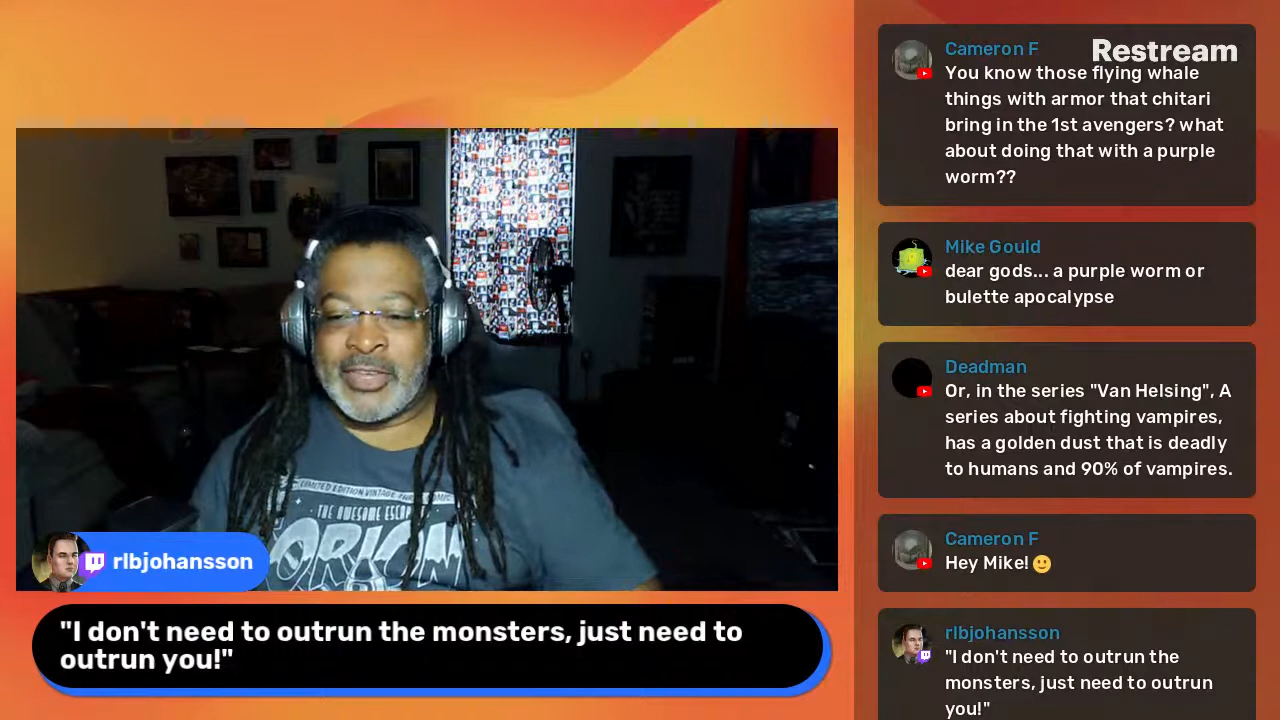 Restream
Cameron F
You know those flying whale
things with armor that chitari
bring in the 1st avengers? what
about doing that with a purple
worm??
Mike Gould
dear gods... a purple worm or
bulette apocalypse
Deadman
Or, in the series "Van Helsing", A
series about fighting vampires,
has a golden dust that is deadly
to humans and 90% of vampires.
Cameron F
Hey Mike! 🙂
rlbjohansson
"I don't need to outrun the
monsters, just need to outrun
you!"
LIMITED EDITION VINTAGE
THE AWESOME
ORION
rlbjohansson
"I don't need to outrun the monsters, just need to
outrun you!"